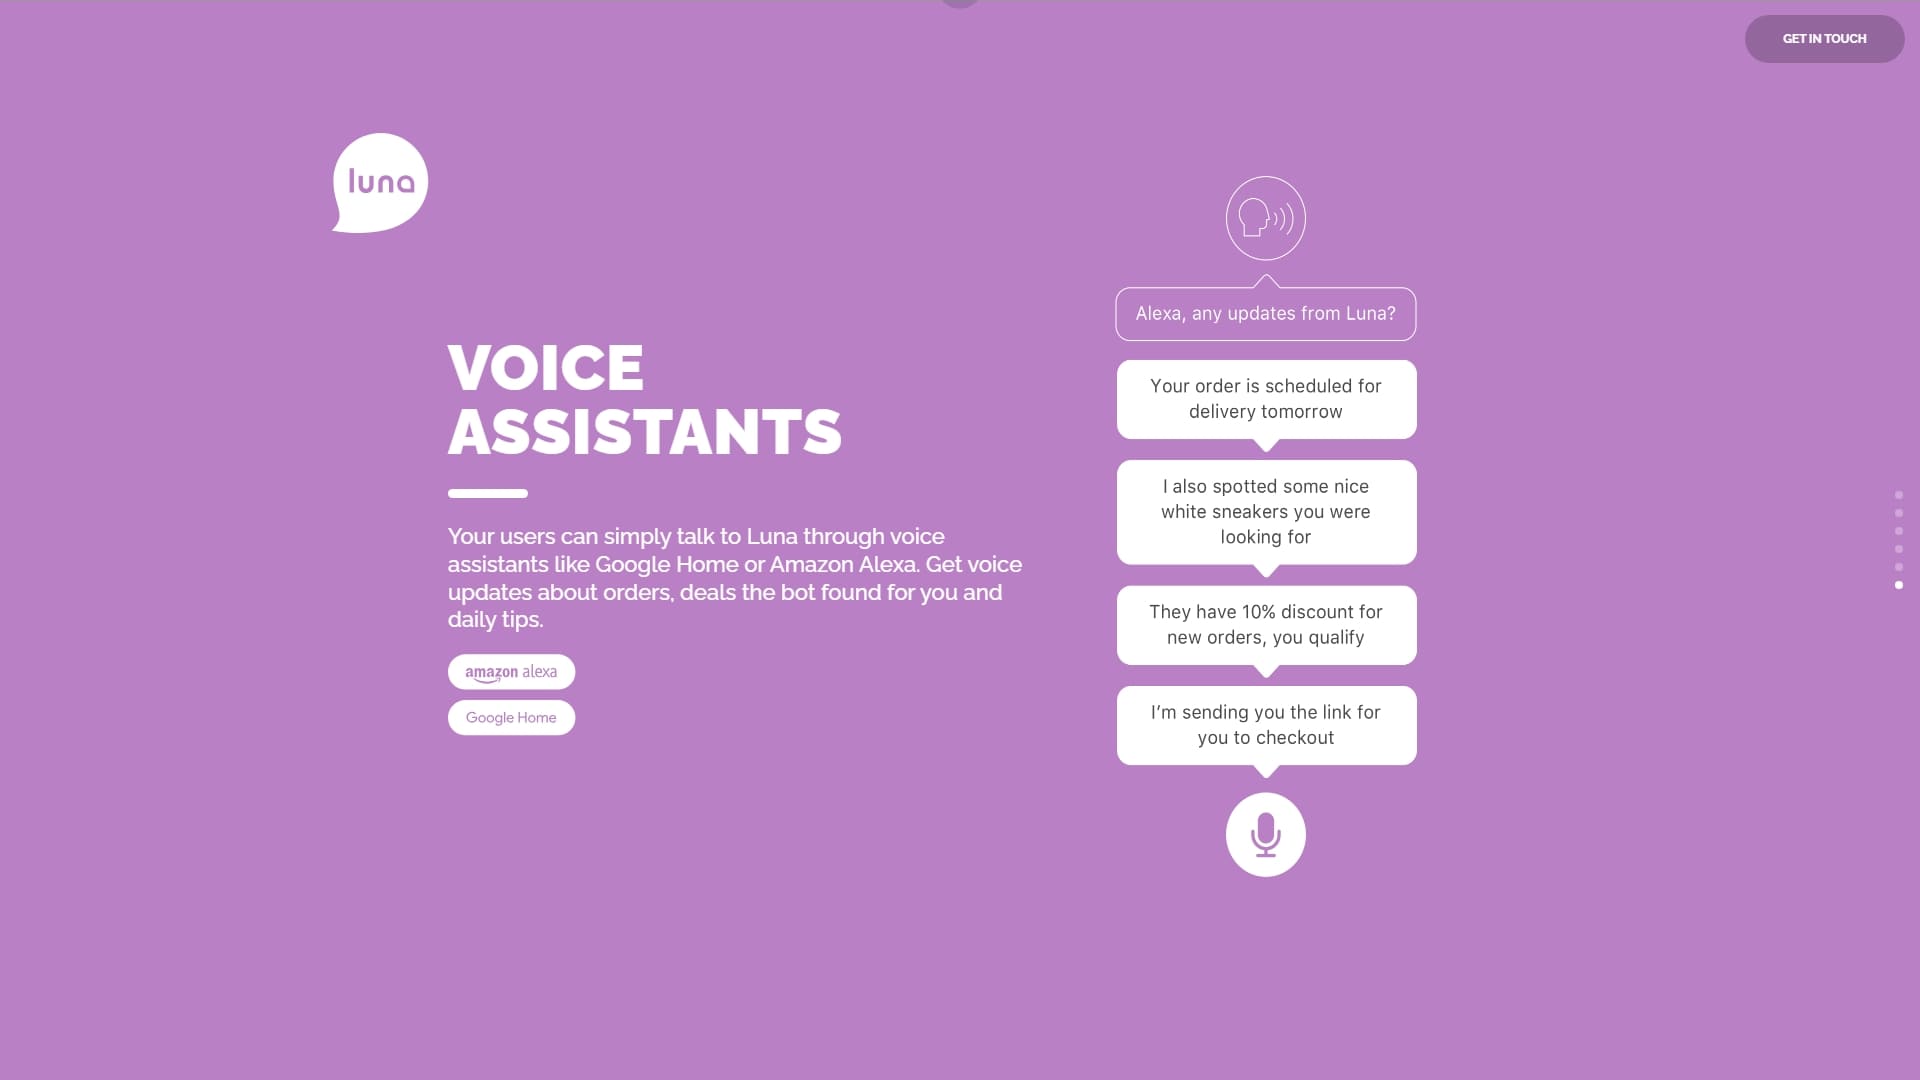 GET IN TOUCH
luna
VOICE
ASSISTANTS
Your users can simply talk to Luna through voice
assistants like Google Home or Amazon Alexa. Get voice
updates about orders, deals the bot found for you and
daily tips.
amazon alexa
Google Home
Alexa, any updates from Luna?
Your order is scheduled for
delivery tomorrow
I also spotted some nice
white sneakers you were
looking for
They have 10% discount for
new orders, you qualify
I’m sending you the link for
you to checkout